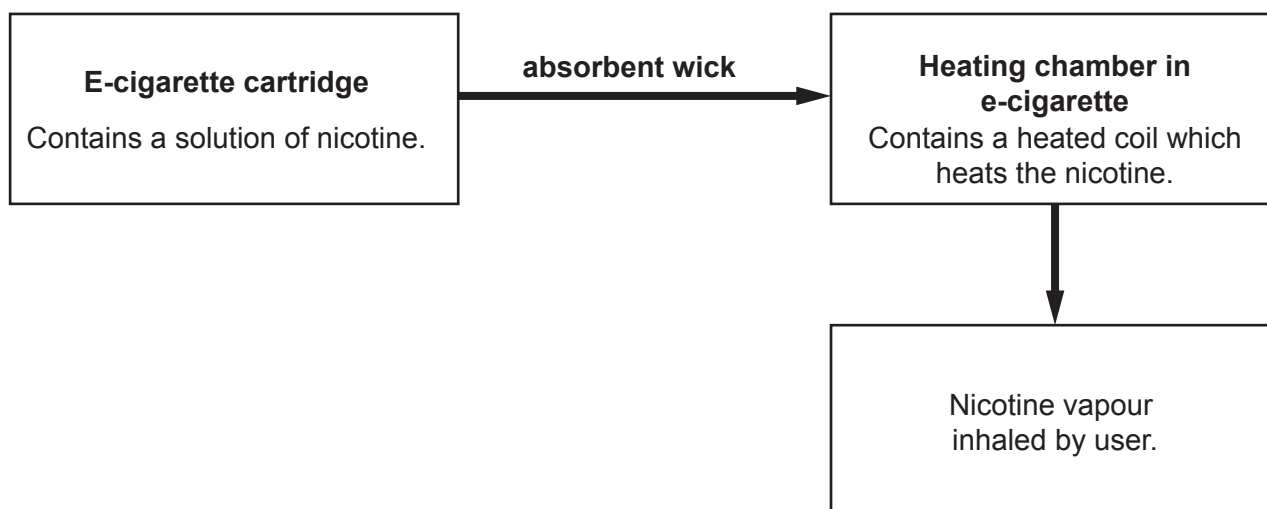 E-cigarette cartridge
Contains a solution of nicotine.
absorbent wick
Heating chamber in
e-cigarette
Contains a heated coil which
heats the nicotine.
Nicotine vapour
inhaled by user.